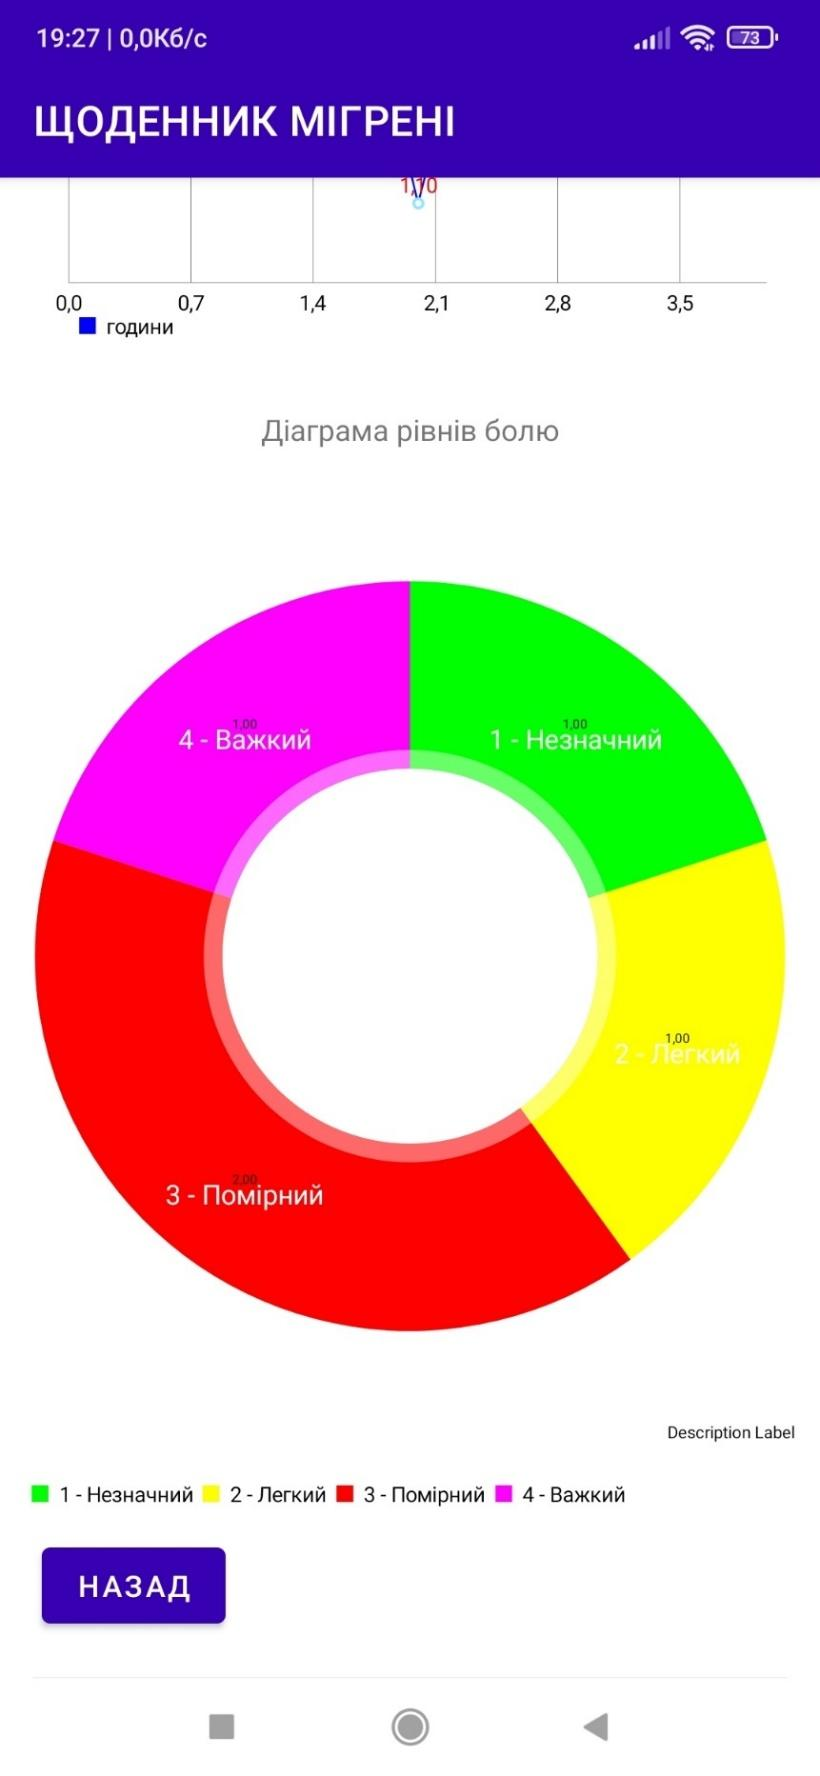 19:27 | 0,0Кб/с 73
ЩОДЕННИК МІГРЕНІ
1,10
0,0 0,7 1,4 2,1 2,8 3,5
години
Діаграма рівнів болю
1,00 1,00
4 - Важкий 1 - Незначний
1,00
2 - Легкий
2,00
3 - Помірний
Description Label
1 - Незначний 2 - Легкий 3 - Помірний 4 - Важкий
НАЗАД